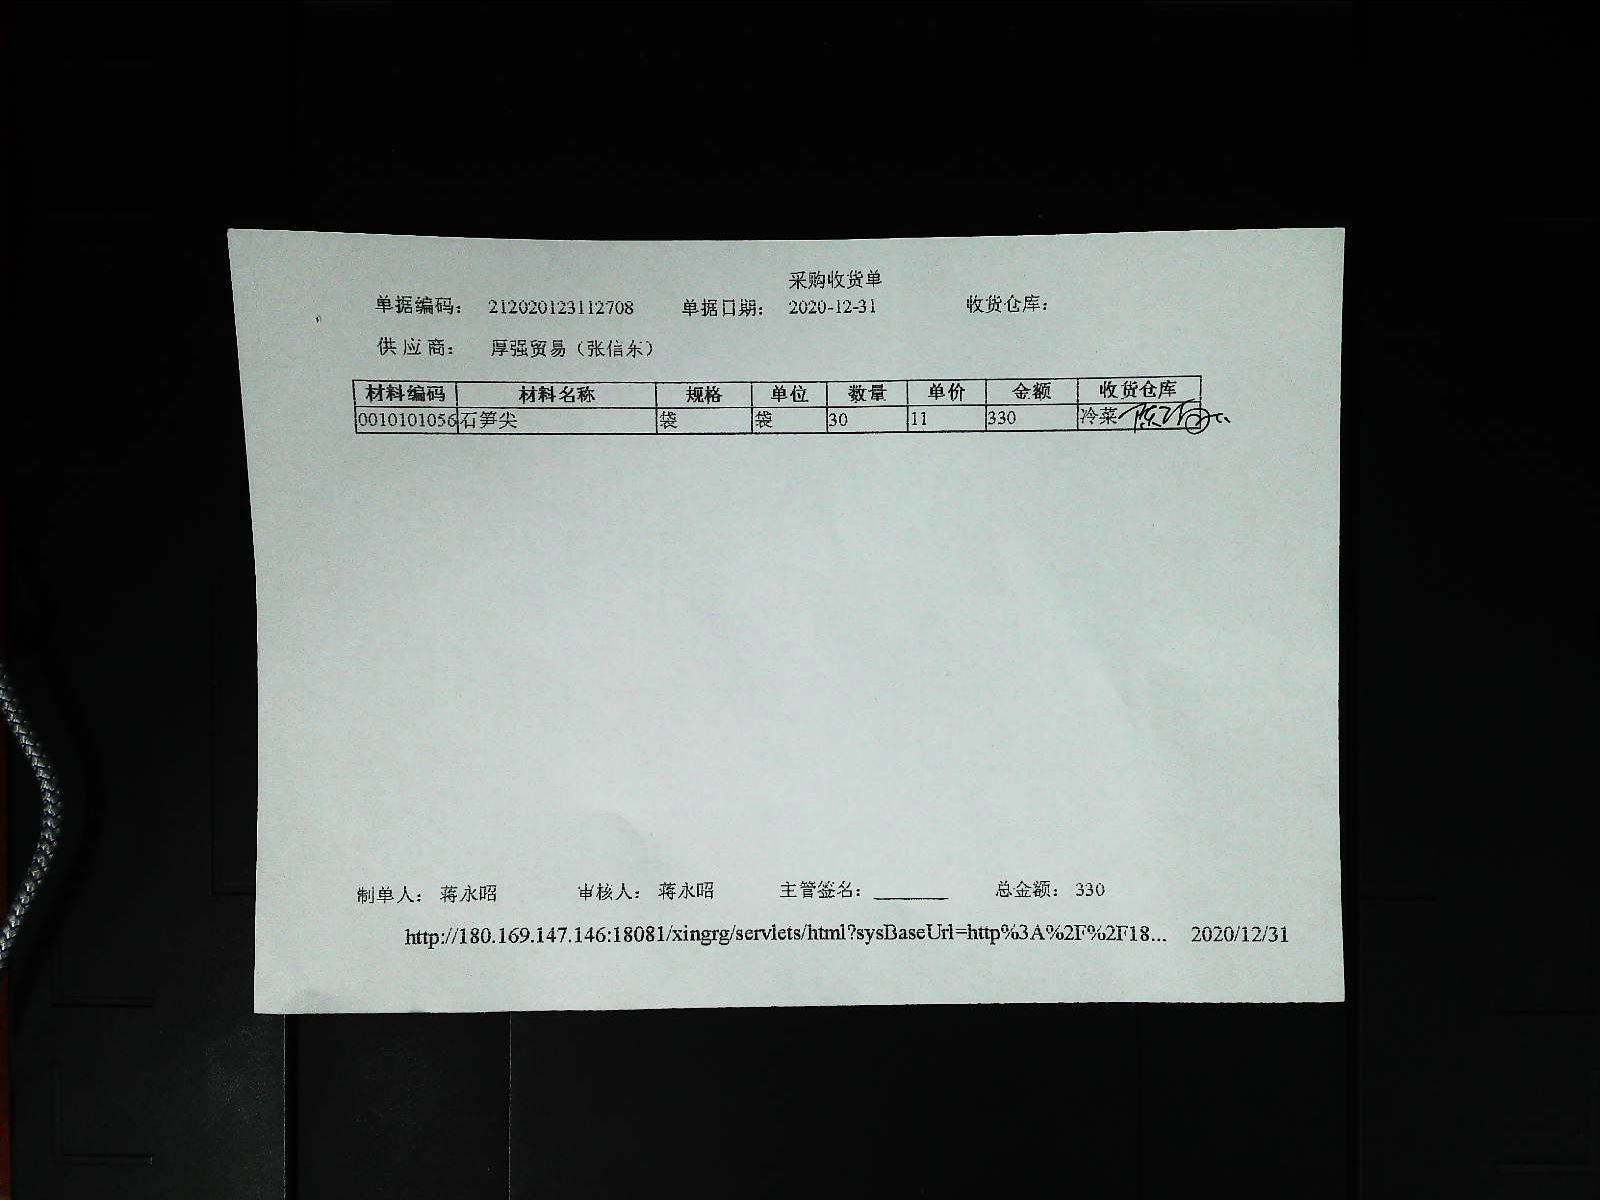 采购收货单
单据编码： 212020123112708 单据日期： 2020-12-31 收货仓库：
供 应 商： 厚强贸易（张信东）
材料编码 材料名称 规格 单位 数量 单价 金额 收货仓库
0010101056 石笋尖 袋 袋 30 11 330 冷菜
制单人： 蒋永昭 审核人： 蒋永昭 主管签名：_______ 总金额： 330
http://180.169.147.146:18081/xingrg/servlets/html?sysBaseUrl=http%3A%2F%2F18... 2020/12/31